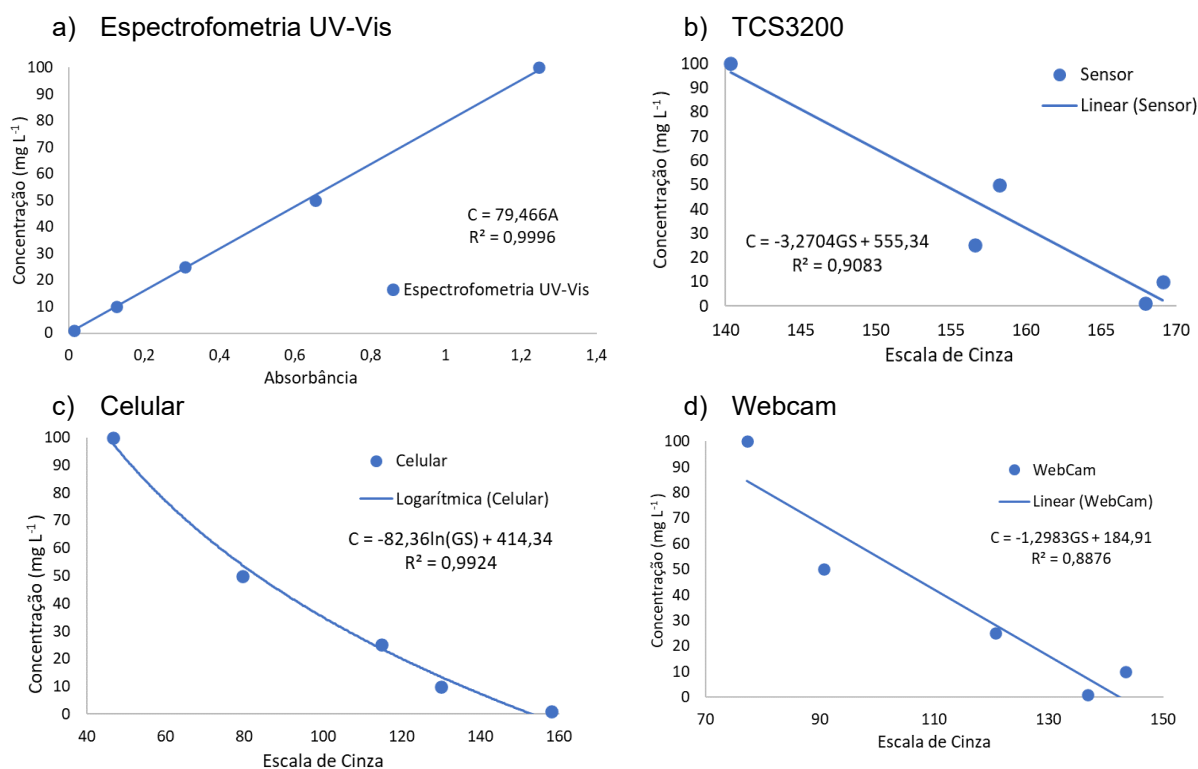 a) Espectrofometria UV-Vis
100
90
80
70
60
50
40
30
20
10
0
Concentração (mg L⁻¹)
C = 79,466A
R² = 0,9996
Espectrofometria UV-Vis
0 0,2 0,4 0,6 0,8 1 1,2 1,4
Absorbância
b) TCS3200
100
90
80
70
60
50
40
30
20
10
0
Concentração (mg L⁻¹)
Sensor
Linear (Sensor)
C = -3,2704GS + 555,34
R² = 0,9083
140 145 150 155 160 165 170
Escala de Cinza
c) Celular
100
90
80
70
60
50
40
30
20
10
0
Concentração (mg L⁻¹)
Celular
Logarítmica (Celular)
C = -82,36ln(GS) + 414,34
R² = 0,9924
40 60 80 100 120 140 160
Escala de Cinza
d) Webcam
100
90
80
70
60
50
40
30
20
10
0
Concentração (mg L⁻¹)
WebCam
Linear (WebCam)
C = -1,2983GS + 184,91
R² = 0,8876
70 90 110 130 150
Escala de Cinza